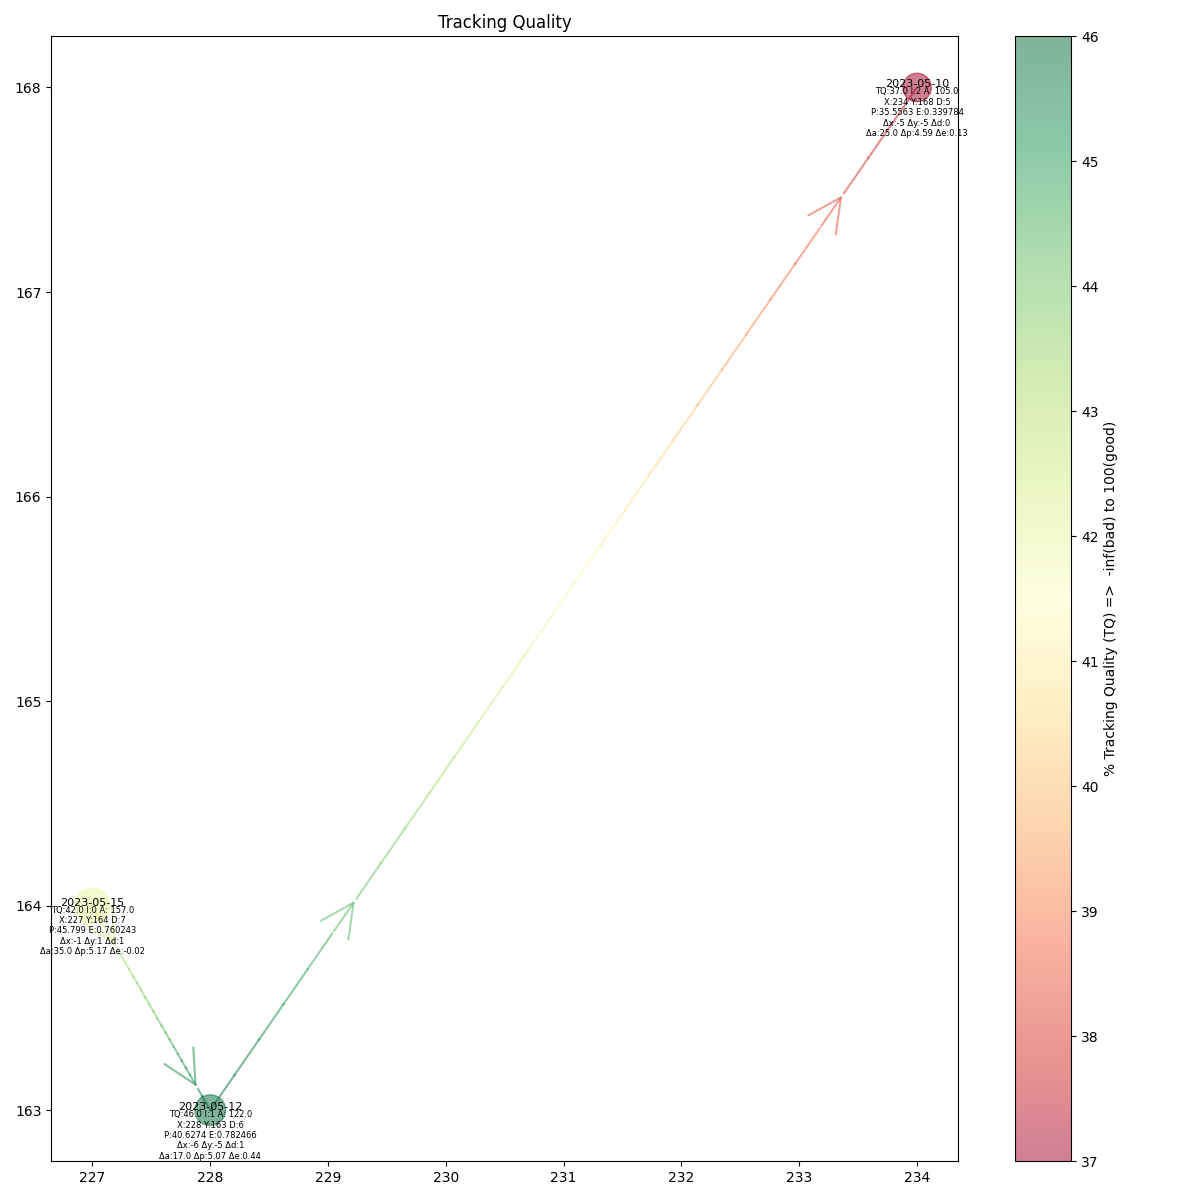 Tracking Quality
168
167
166
165
164
163
227
228
229
230
231
232
233
234
2023-05-10
TQ:37.0 I:2 A: 105.0
X:234 Y:168 D:5
P:35.5563 E:0.339784
Δx:-5 Δy:-5 Δd:0
Δa:25.0 Δp:4.59 Δe:0.13
2023-05-15
TQ:42.0 I:0 A: 157.0
X:227 Y:164 D:7
P:45.799 E:0.760243
Δx:-1 Δy:1 Δd:1
Δa:35.0 Δp:5.17 Δe:-0.02
2023-05-12
TQ:46.0 I:1 A: 122.0
X:228 Y:163 D:6
P:40.6274 E:0.782466
Δx:-6 Δy:-5 Δd:1
Δa:17.0 Δp:5.07 Δe:0.44
46
45
44
43
42
41
40
39
38
37
% Tracking Quality (TQ) => -inf(bad) to 100(good)